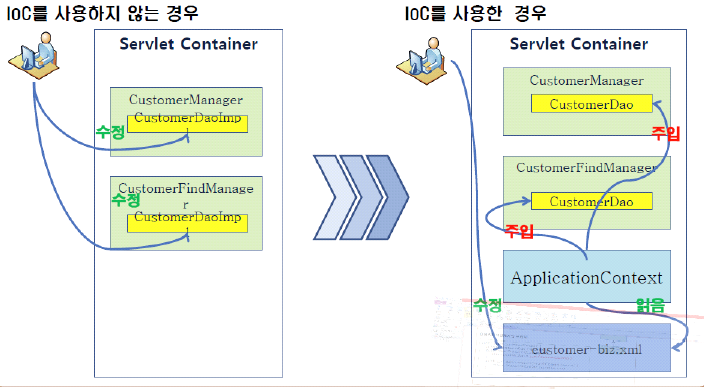 IoC를 사용하지 않는 경우
Servlet Container
CustomerManager
CustomerDaoImp
l
수정
CustomerFindManage
r
수정
CustomerDaoImp
l
IoC를 사용한 경우
Servlet Container
CustomerManager
CustomerDao
주입
CustomerFindManager
CustomerDao
주입
ApplicationContext
수정
읽음
customer-biz.xml